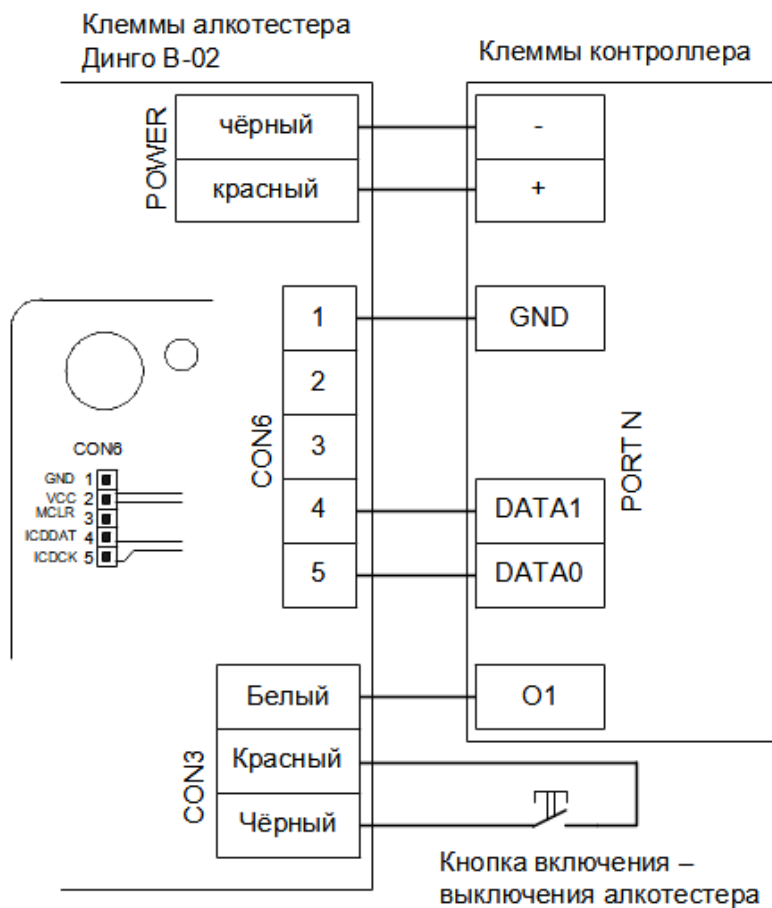 Клеммы алкотестера
Динго В-02
Клеммы контроллера
POWER
чёрный
-
красный
+
CON6
1
GND
2
3
4
DATA1
5
DATA0
PORT N
CON6
GND 1
VCC 2
MCLR 3
ICDDAT 4
ICDCK 5
CON3
Белый
O1
Красный
Чёрный
Кнопка включения –
выключения алкотестера